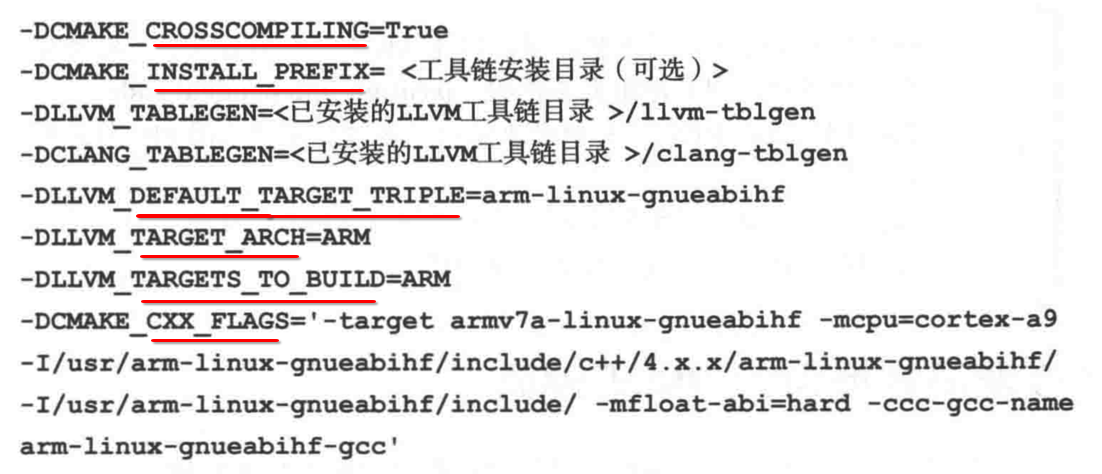 -DCMAKE_CROSSCOMPILING=True
-DCMAKE_INSTALL_PREFIX= <工具链安装目录（可选）>
-DLLVM_TABLEGEN=<已安装的LLVM工具链目录 >/llvm-tblgen
-DCLANG_TABLEGEN=<已安装的LLVM工具链目录 >/clang-tblgen
-DLLVM_DEFAULT_TARGET_TRIPLE=arm-linux-gnueabihf
-DLLVM_TARGET_ARCH=ARM
-DLLVM_TARGETS_TO_BUILD=ARM
-DCMAKE_CXX_FLAGS='-target armv7a-linux-gnueabihf -mcpu=cortex-a9
-I/usr/arm-linux-gnueabihf/include/c++/4.x.x/arm-linux-gnueabihf/
-I/usr/arm-linux-gnueabihf/include/ -mfloat-abi=hard -ccc-gcc-name
arm-linux-gnueabihf-gcc'